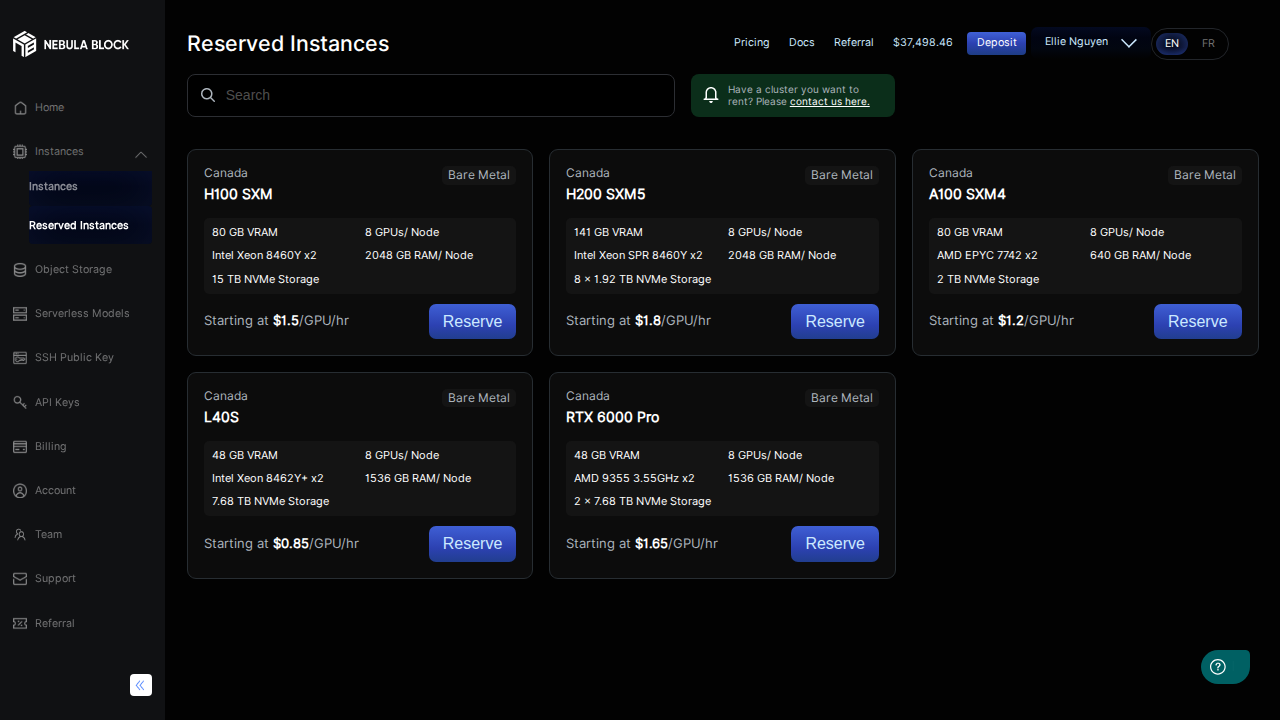 NEBULA BLOCK
Home
Instances
Instances
Reserved Instances
Object Storage
Serverless Models
SSH Public Key
API Keys
Billing
Account
Team
Support
Referral
Reserved Instances
Pricing
Docs
Referral
$37,498.46
Deposit
Ellie Nguyen
EN
FR
Search
Have a cluster you want to
rent? Please contact us here.
Canada
Bare Metal
H100 SXM
80 GB VRAM
8 GPUs/ Node
Intel Xeon 8460Y x2
2048 GB RAM/ Node
15 TB NVMe Storage
Starting at $1.5/GPU/hr
Reserve
Canada
Bare Metal
H200 SXM5
141 GB VRAM
8 GPUs/ Node
Intel Xeon SPR 8460Y x2
2048 GB RAM/ Node
8 × 1.92 TB NVMe Storage
Starting at $1.8/GPU/hr
Reserve
Canada
Bare Metal
A100 SXM4
80 GB VRAM
8 GPUs/ Node
AMD EPYC 7742 x2
640 GB RAM/ Node
2 TB NVMe Storage
Starting at $1.2/GPU/hr
Reserve
Canada
Bare Metal
L40S
48 GB VRAM
8 GPUs/ Node
Intel Xeon 8462Y+ x2
1536 GB RAM/ Node
7.68 TB NVMe Storage
Starting at $0.85/GPU/hr
Reserve
Canada
Bare Metal
RTX 6000 Pro
48 GB VRAM
8 GPUs/ Node
AMD 9355 3.55GHz x2
1536 GB RAM/ Node
2 × 7.68 TB NVMe Storage
Starting at $1.65/GPU/hr
Reserve